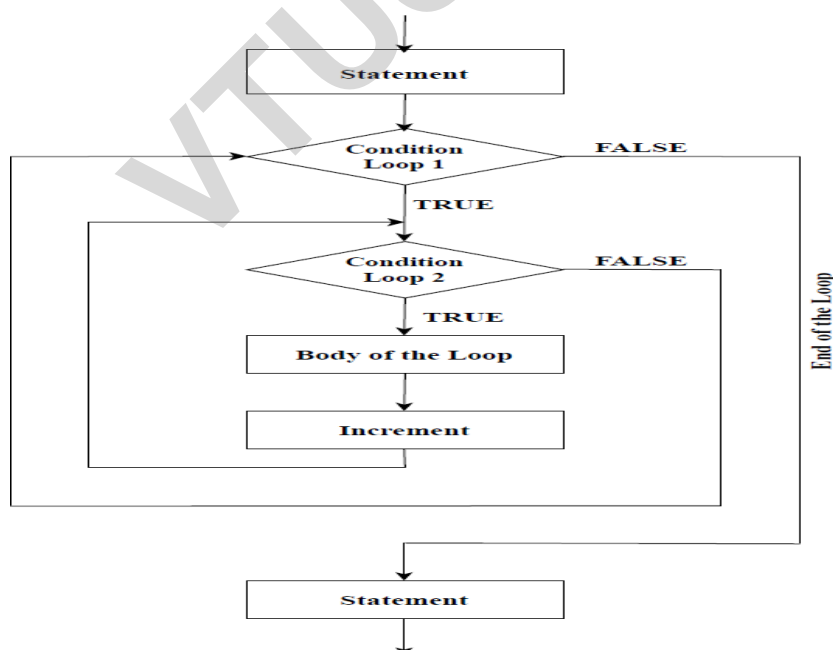 VTU
Statement
Condition
Loop 1
FALSE
TRUE
Condition
Loop 2
FALSE
TRUE
Body of the Loop
Increment
End of the Loop
Statement